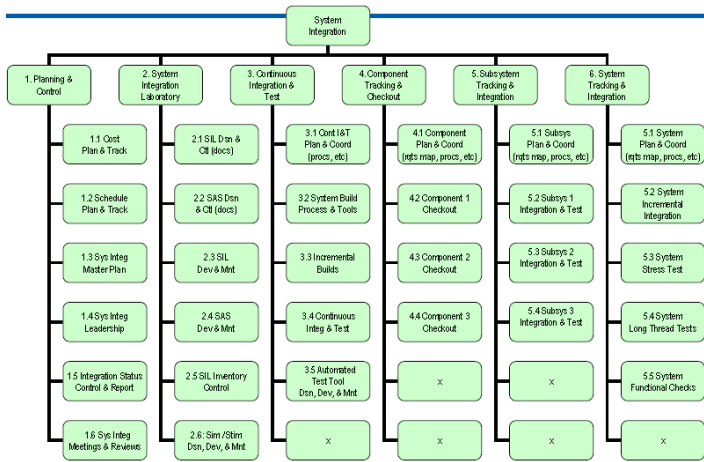 System
Integration
1. Planning &
Control
2. System
Integration
Laboratory
3. Continuous
Integration &
Test
4. Component
Tracking &
Checkout
5. Subsystem
Tracking &
Integration
6. System
Tracking &
Integration
1.1 Cost
Plan & Track
2.1 SIL Dsn &
Ctl (docs)
3.1 Cont I&T
Plan & Coord
(procs, etc)
4.1 Component
Plan & Coord
(rqts map, procs, etc)
5.1 Subsys
Plan & Coord
(rqts map, procs, etc)
5.1 System
Plan & Coord
(rqts map, procs, etc)
1.2 Schedule
Plan & Track
2.2 SAS Dsn
& Ctl (docs)
3.2 System Build
Process & Tools
4.2 Component 1
Checkout
5.2 Subsys 1
Integration & Test
5.2 System
Incremental
Integration
1.3 Sys Integ
Master Plan
2.3 SIL
Dev & Mnt
3.3 Incremental
Builds
4.3 Component 2
Checkout
5.3 Subsys 2
Integration & Test
5.3 System
Stress Test
1.4 Sys Integ
Leadership
2.4 SAS
Dev & Mnt
3.4 Continuous
Integ & Test
4.4 Component 3
Checkout
5.4 Subsys 3
Integration & Test
5.4 System
Long Thread Tests
1.5 Integration Status
Control & Report
2.5 SIL Inventory
Control
3.5 Automated
Test Tool
Dsn, Dev, & Mnt
X
X
5.5 System
Functional Checks
1.6 Sys Integ
Meetings & Reviews
2.6: Sim /Stim
Dsn, Dev, & Mnt
X
X
X
X